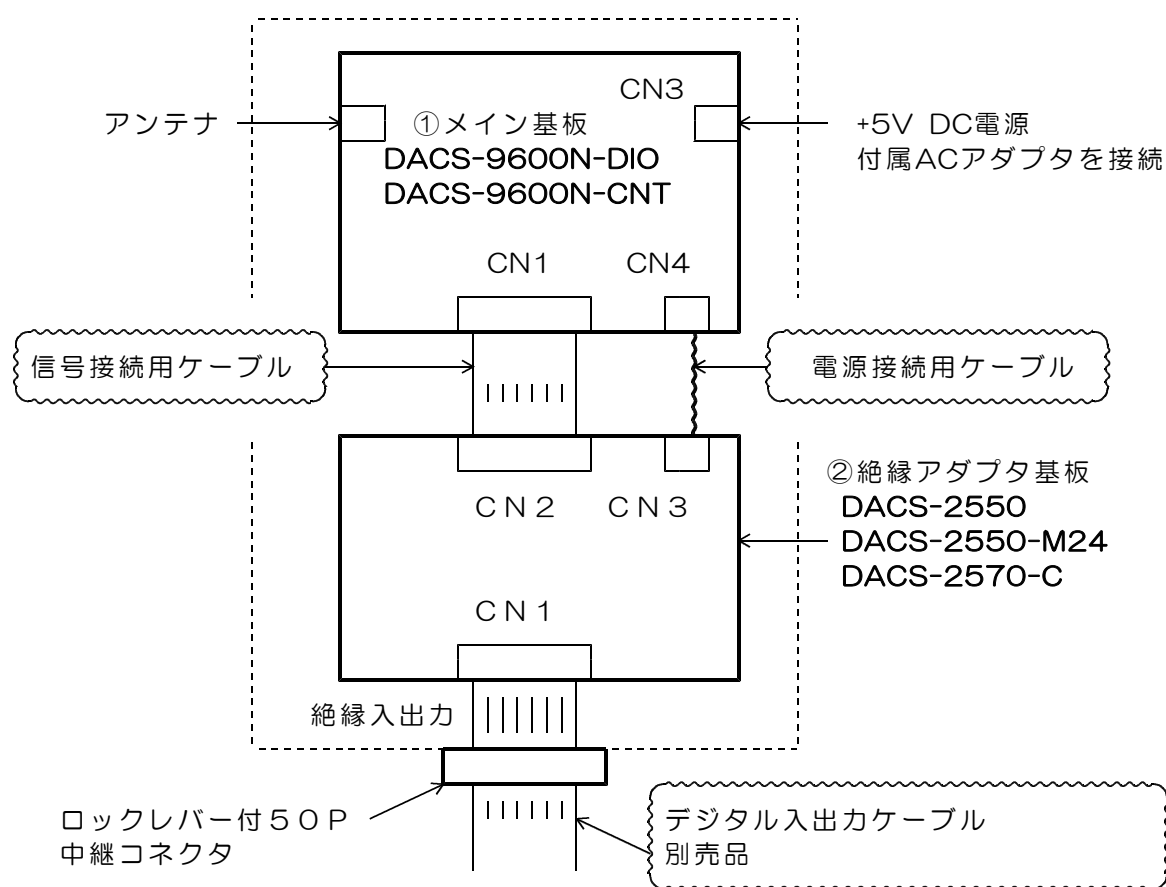 CN3
アンテナ
①メイン基板
DACS-9600N-DIO
DACS-9600N-CNT
+5V DC電源
付属ACアダプタを接続
CN1
CN4
信号接続用ケーブル
電源接続用ケーブル
CN2
CN3
②絶縁アダプタ基板
DACS-2550
DACS-2550-M24
DACS-2570-C
CN1
絶縁入出力
ロックレバー付50P
中継コネクタ
デジタル入出力ケーブル
別売品